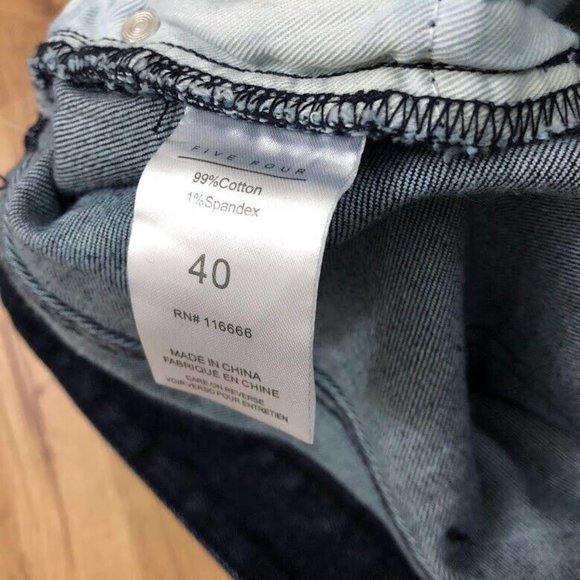 FIVE FOUR
99%Cotton
1%Spandex
40
RN# 116666
MADE IN CHINA
FABRIQUE EN CHINE
CARE ON REVERSE
VOIR VERSO POUR ENTRETIEN